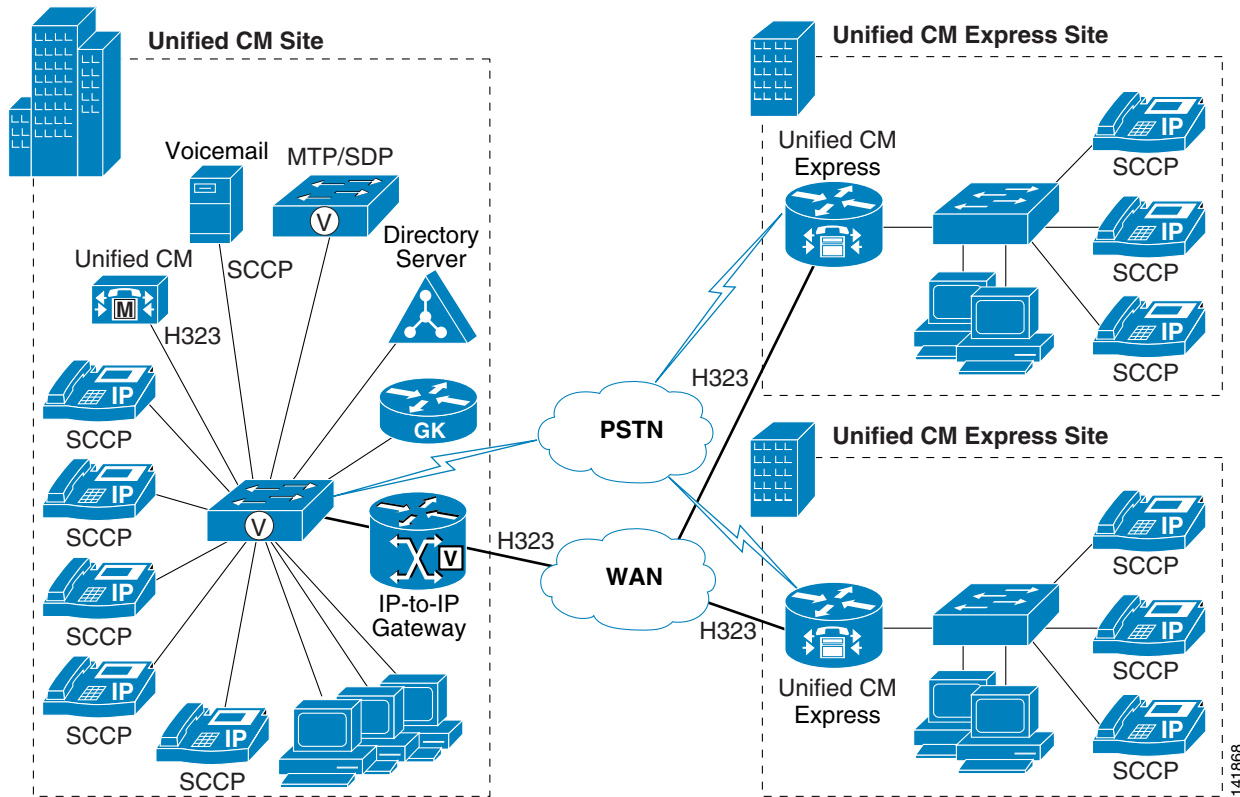 Unified CM Site
Voicemail
MTP/SDP
V
Directory
Server
Unified CM
SCCP
M
H323
IP
SCCP
GK
IP
SCCP
V
IP
SCCP
V
IP-to-IP
Gateway
IP
SCCP
IP
SCCP
H323
PSTN
WAN
H323
H323
Unified CM Express Site
Unified CM
Express
IP
SCCP
IP
SCCP
IP
SCCP
Unified CM Express Site
IP
SCCP
IP
SCCP
IP
SCCP
Unified CM
Express
141868